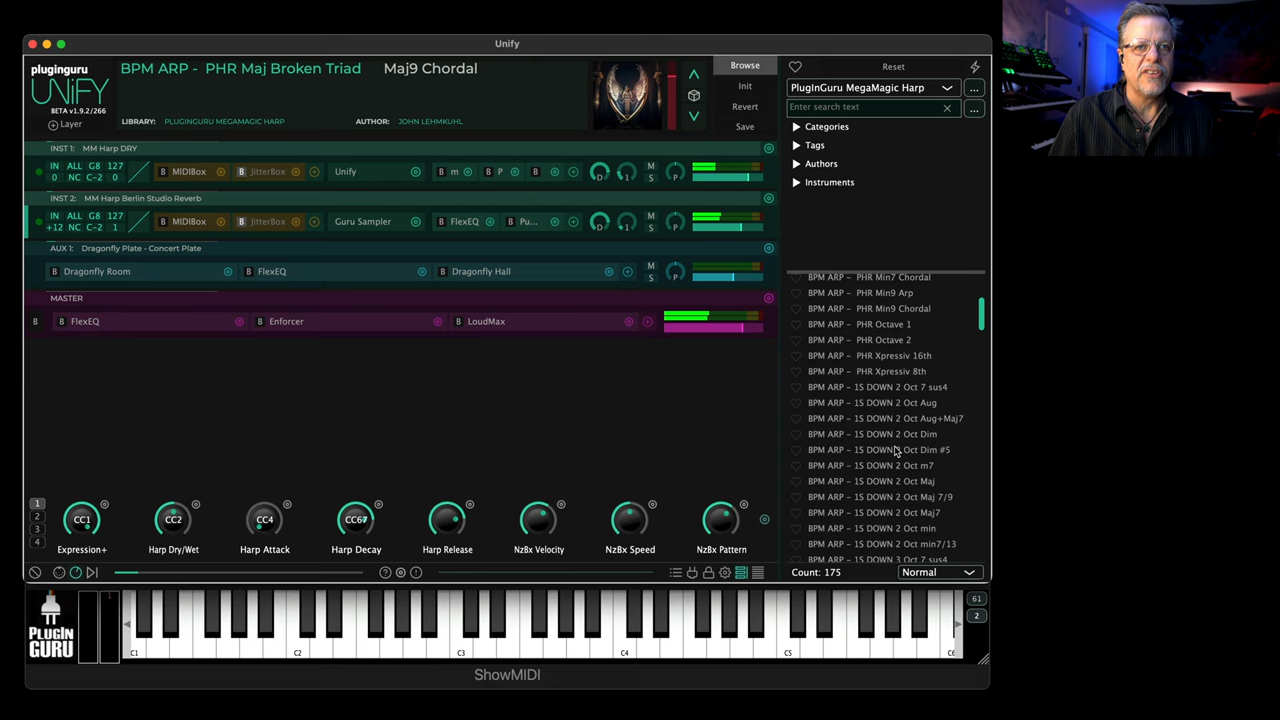 Unify
pluginguru
UNIFY
BETA v1.9.2/266
Layer
BPM ARP - PHR Maj Broken Triad Maj9 Chordal
LIBRARY: PLUGINGURU MEGAMAGIC HARP AUTHOR: JOHN LEHMKUHL
Browse
Init
Revert
Save
Reset
PlugInGuru MegaMagic Harp ...
Enter search text ...
Categories
Tags
Authors
Instruments
INST 1: MM Harp DRY
IN ALL G8 127
0 NC C-2 0
B MIDIBox B JitterBox Unify B m B P B D 1 M S P
INST 2: MM Harp Berlin Studio Reverb
IN ALL G8 127
+12 NC C-2 1
B MIDIBox B JitterBox Guru Sampler B FlexEQ B Pu... D 1 M S P
AUX 1: Dragonfly Plate - Concert Plate
B Dragonfly Room B FlexEQ B Dragonfly Hall M S P
MASTER
B B FlexEQ B Enforcer B LoudMax
BPM ARP - PHR Min7 Chordal
BPM ARP - PHR Min9 Arp
BPM ARP - PHR Min9 Chordal
BPM ARP - PHR Octave 1
BPM ARP - PHR Octave 2
BPM ARP - PHR Xpressiv 16th
BPM ARP - PHR Xpressiv 8th
BPM ARP - 1S DOWN 2 Oct 7 sus4
BPM ARP - 1S DOWN 2 Oct Aug
BPM ARP - 1S DOWN 2 Oct Aug+Maj7
BPM ARP - 1S DOWN 2 Oct Dim
BPM ARP - 1S DOWN 2 Oct Dim #5
BPM ARP - 1S DOWN 2 Oct m7
BPM ARP - 1S DOWN 2 Oct Maj
BPM ARP - 1S DOWN 2 Oct Maj 7/9
BPM ARP - 1S DOWN 2 Oct Maj7
BPM ARP - 1S DOWN 2 Oct min
BPM ARP - 1S DOWN 2 Oct min7/13
BPM ARP - 1S DOWN 3 Oct 7 sus4
Count: 175 Normal
1
2
3
4
CC1 CC2 CC4 CC67
Expression+ Harp Dry/Wet Harp Attack Harp Decay Harp Release NzBx Velocity NzBx Speed NzBx Pattern
PLUGIN
GURU
1
C1 C2 C3 C4 C5 C6
61
2
ShowMIDI